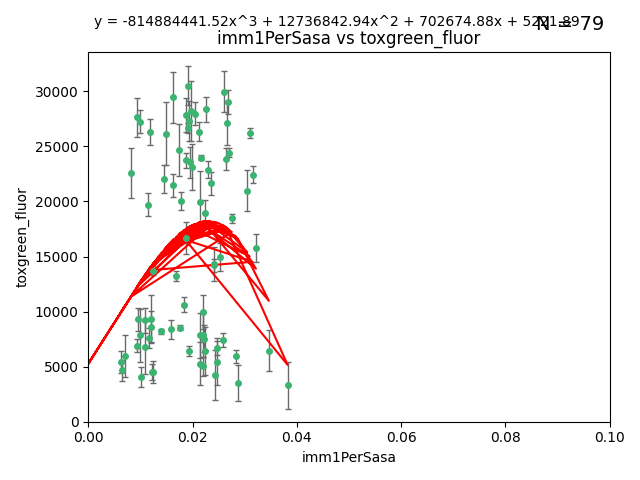 y = -814884441.52x^3 + 12736842.94x^2 + 702674.88x + 5221.89
N = 79
imm1PerSasa vs toxgreen_fluor
30000
25000
20000
15000
10000
5000
0
toxgreen_fluor
0.00 0.02 0.04 0.06 0.08 0.10
imm1PerSasa